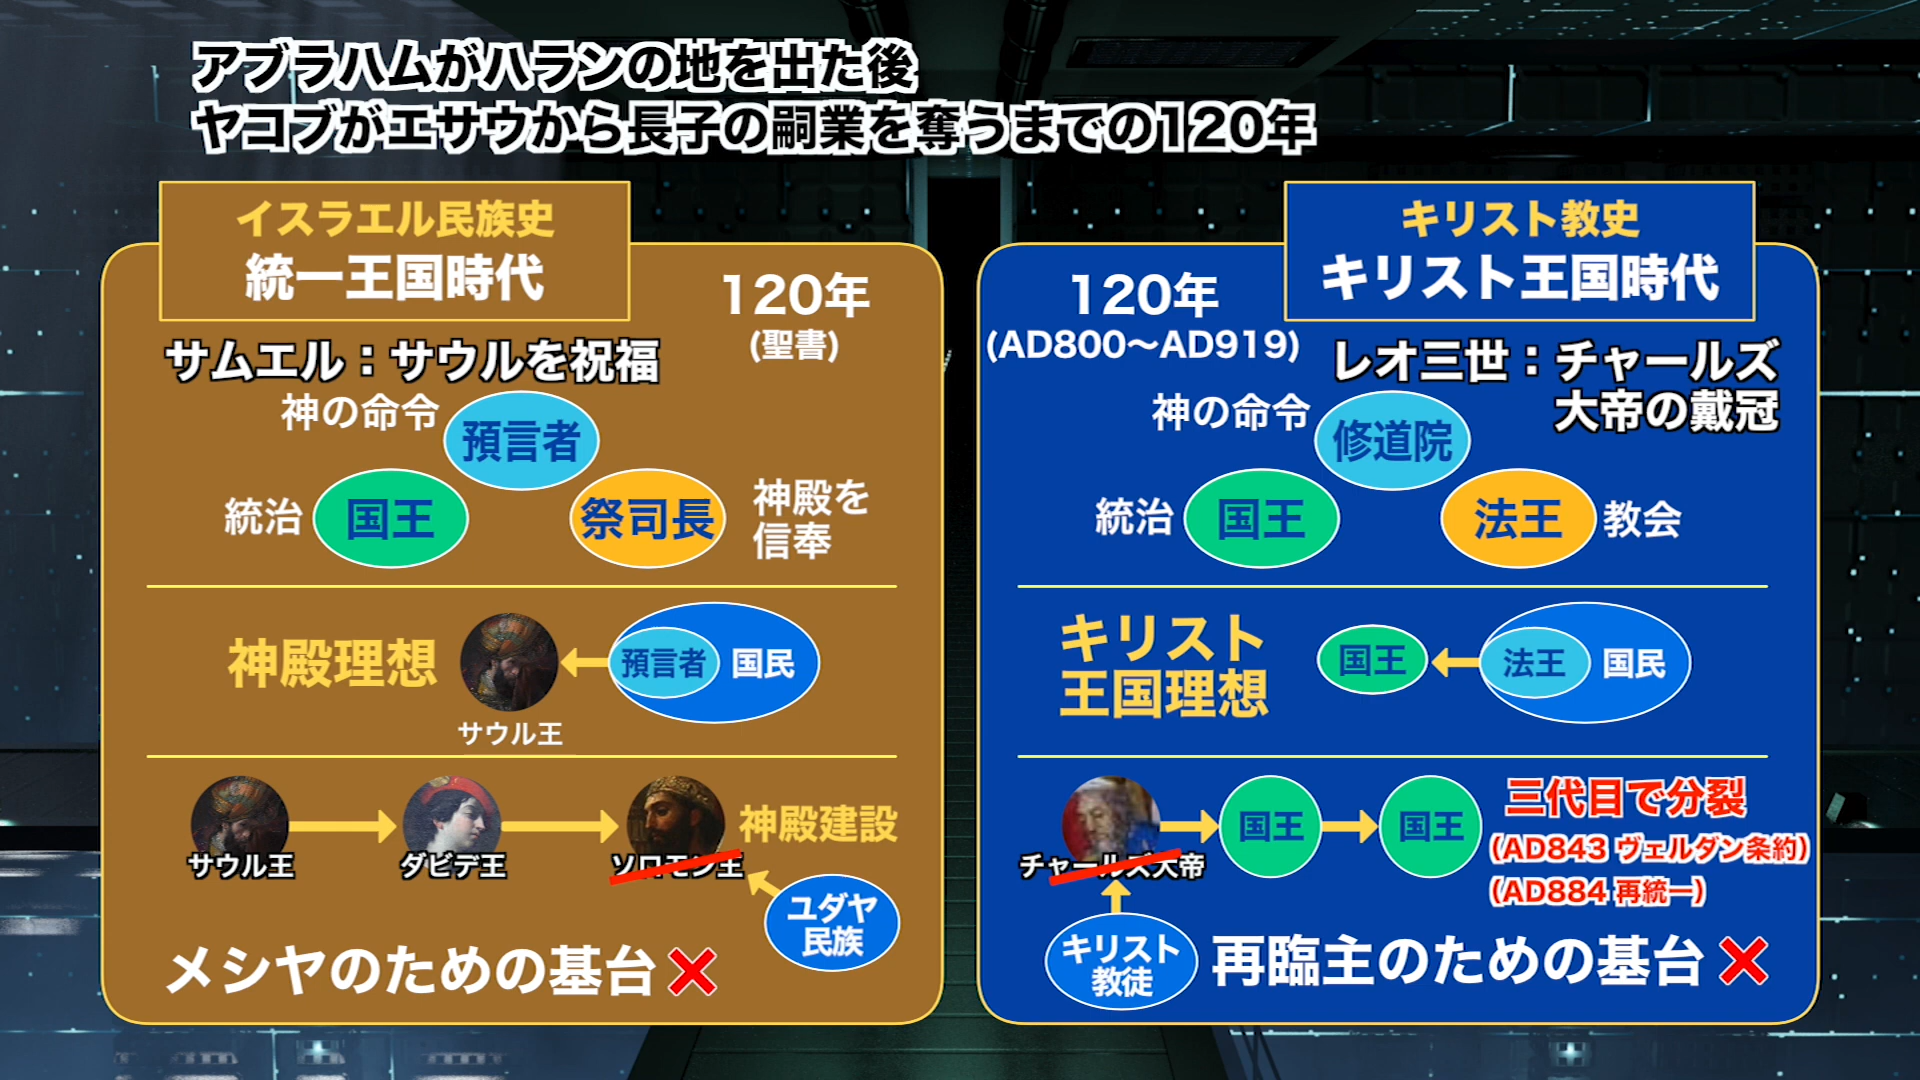 アブラハムがハランの地を出た後
ヤコブがエサウから長子の嗣業を奪うまでの120年
イスラエル民族史
統一王国時代
120年
(聖書)
サムエル：サウルを祝福
神の命令
預言者
統治
国王
祭司長
神殿を
信奉
神殿理想
サウル王
預言者
国民
サウル王
ダビデ王
ソロモン王
神殿建設
ユダヤ
民族
メシヤのための基台
キリスト教史
キリスト王国時代
120年
(AD800〜AD919)
レオ三世：チャールズ
大帝の戴冠
神の命令
修道院
統治
国王
法王
教会
キリスト
王国理想
国王
法王
国民
チャールズ大帝
国王
国王
三代目で分裂
(AD843 ヴェルダン条約)
(AD884 再統一)
キリスト
教徒
再臨主のための基台